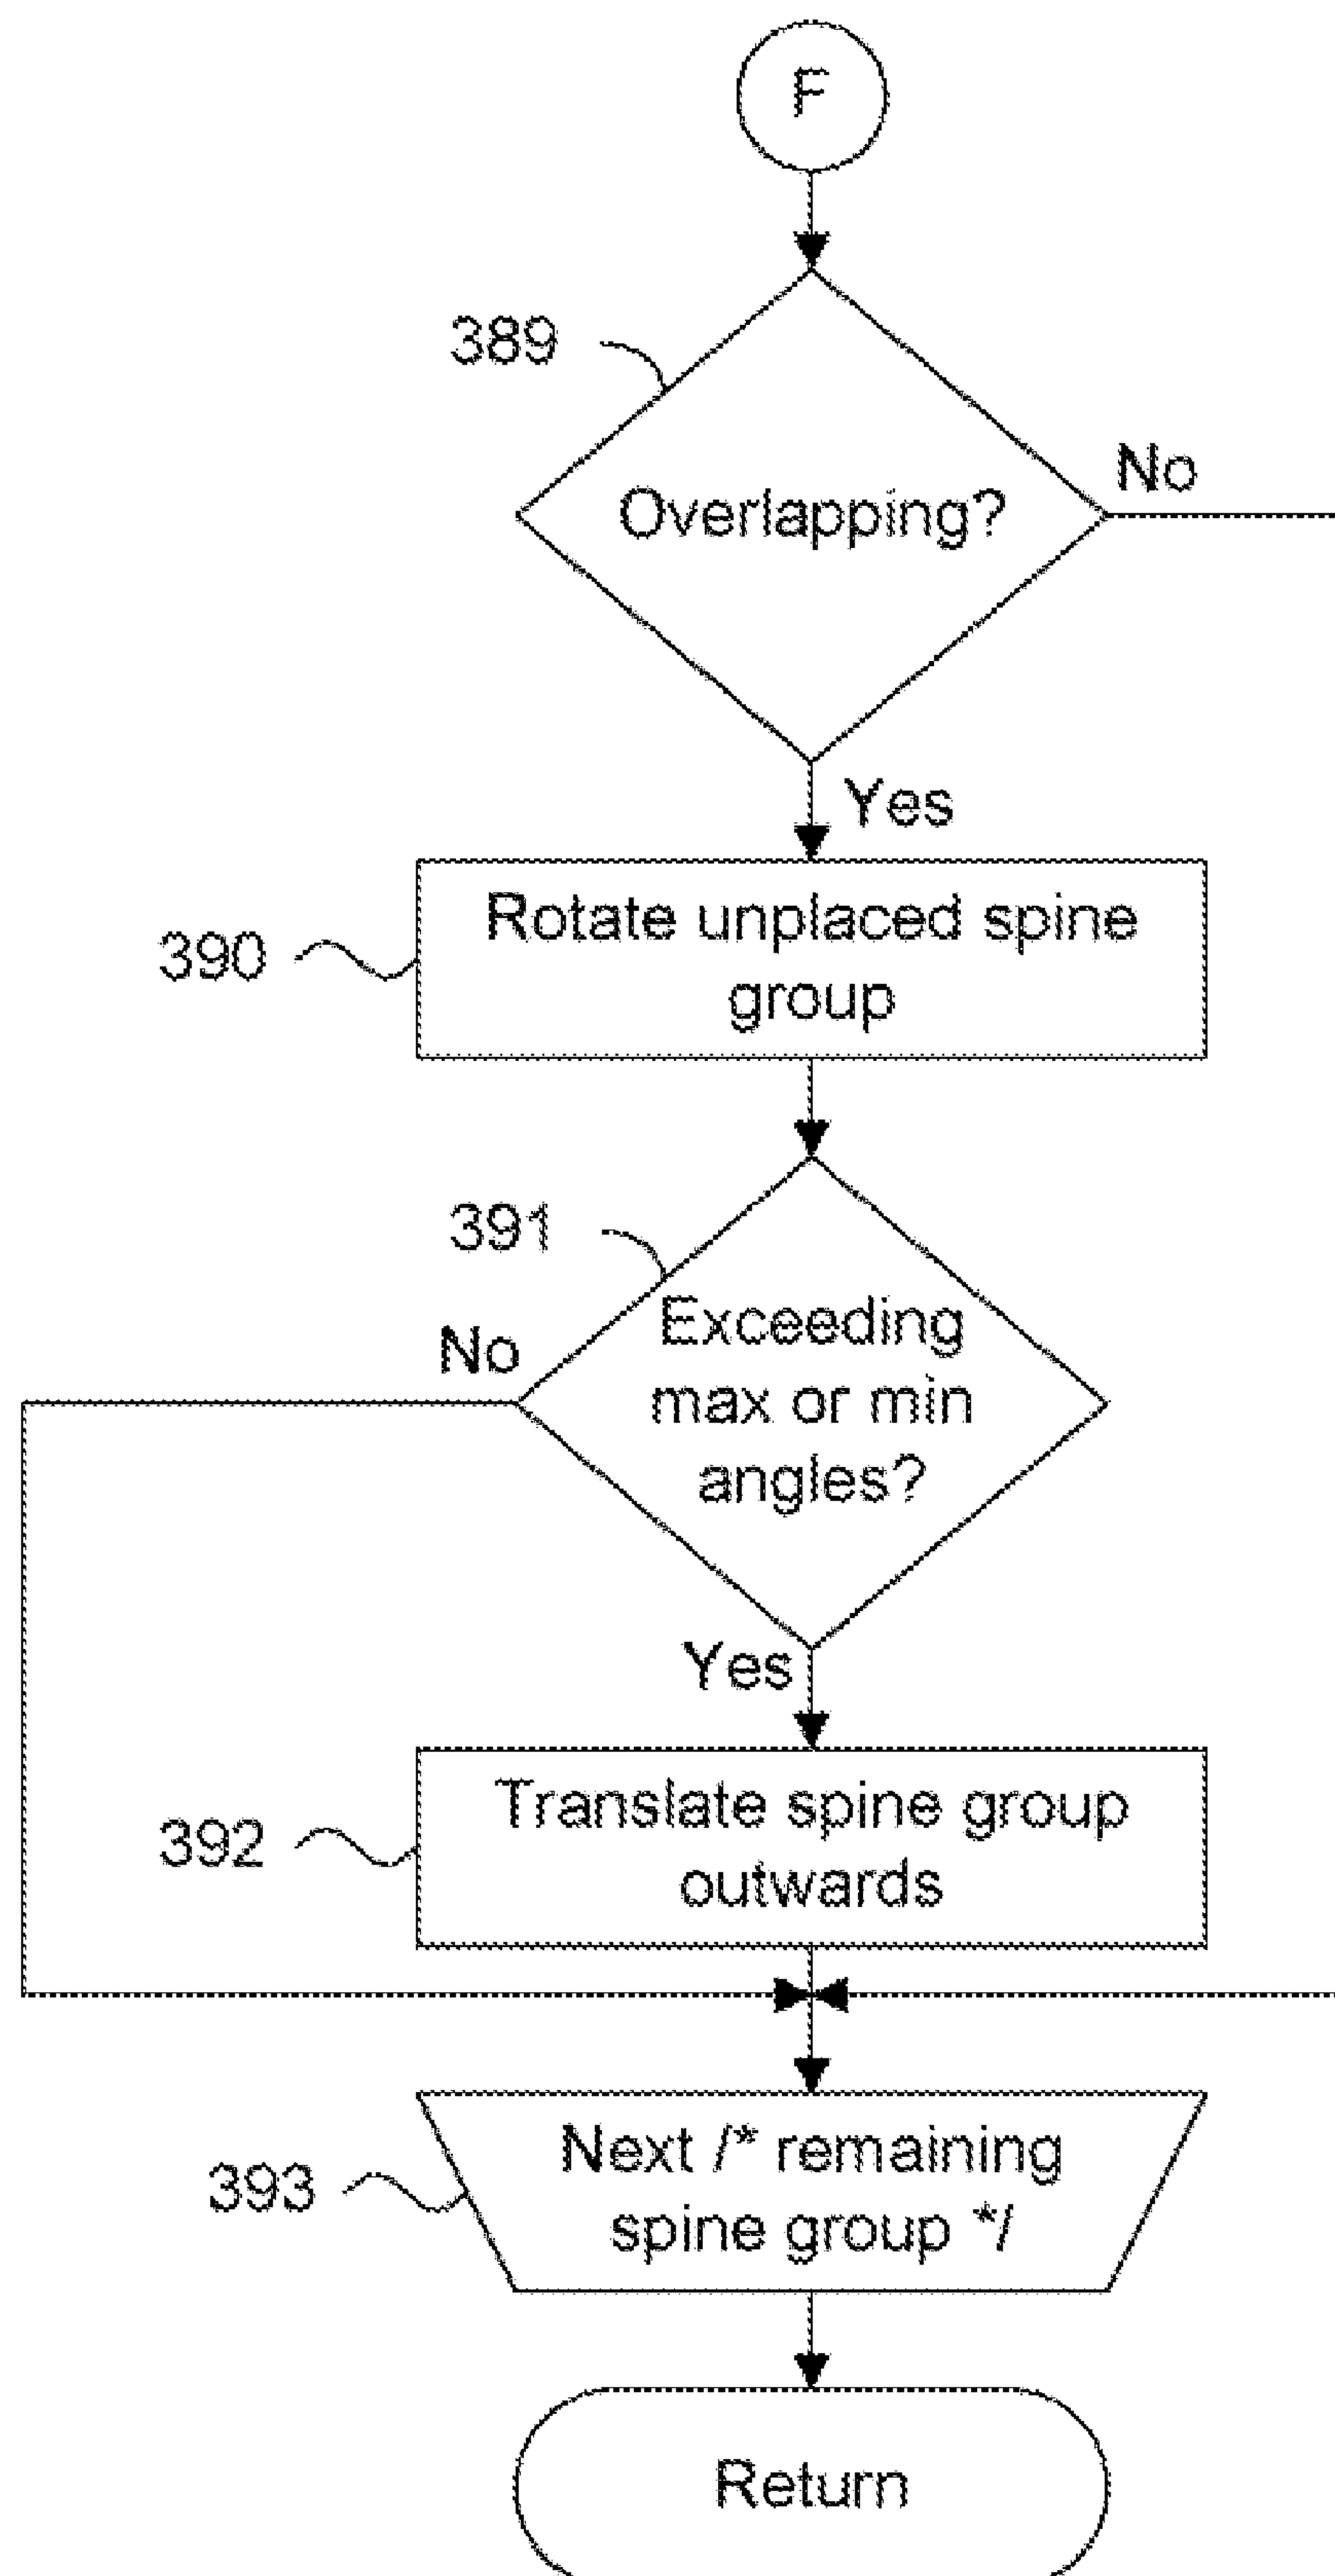 F
389
No
Overlapping?
Yes
Rotate unplaced spine
390
group
391
Exceeding
No
max or min
angles?
Yes
Translate spine group
392
outwards
Next /* remaining
393
spine group */
Return